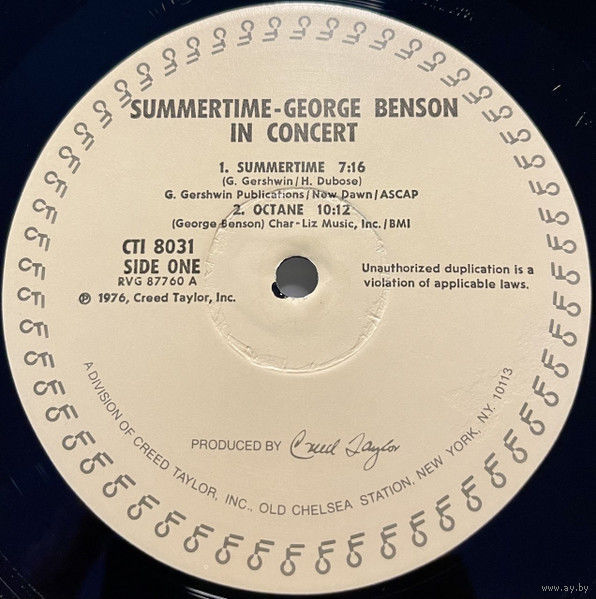 SUMMERTIME-GEORGE BENSON
IN CONCERT
1. SUMMERTIME 7:16
(G. Gershwin/H. Dubose)
G. Gershwin Publications/New Dawn/ASCAP
2. OCTANE 10:12
(George Benson) Char-Liz Music, Inc./BMI
CTI 8031
SIDE ONE
RVG 87760 A
℗ 1976, Creed Taylor, Inc.
Unauthorized duplication is a
violation of applicable laws.
PRODUCED BY Creed Taylor
A DIVISION OF CREED TAYLOR, INC., OLD CHELSEA STATION, NEW YORK, N.Y. 10113
www.ay.by